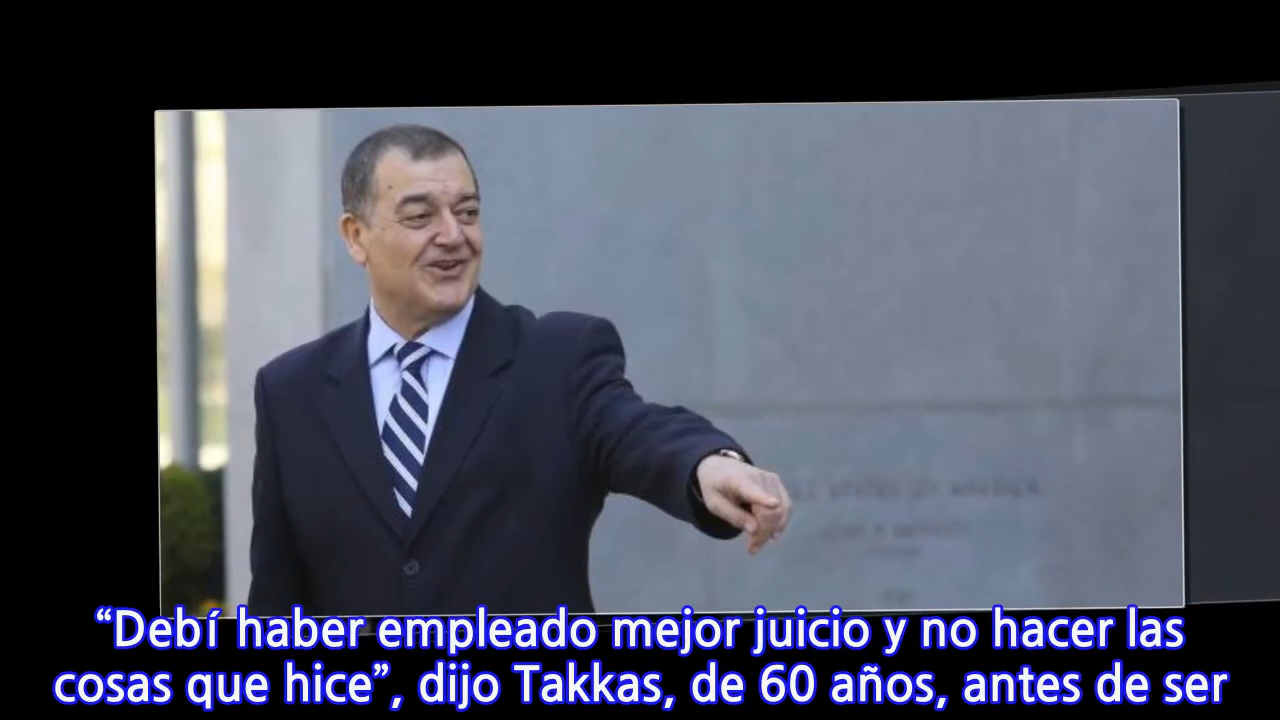 “Debí haber empleado mejor juicio y no hacer las
cosas que hice”, dijo Takkas, de 60 años, antes de ser